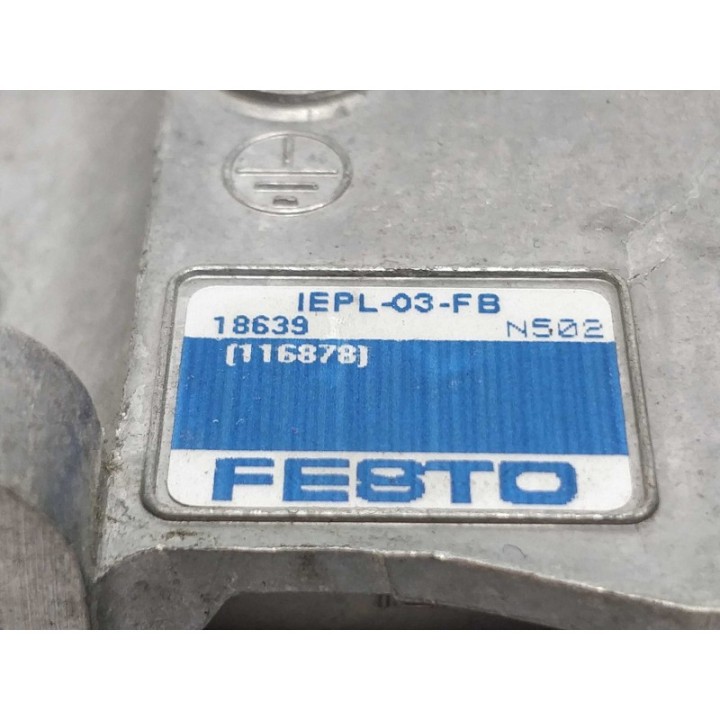 IEPL-03-FB
18639 N502
(116878)
FESTO